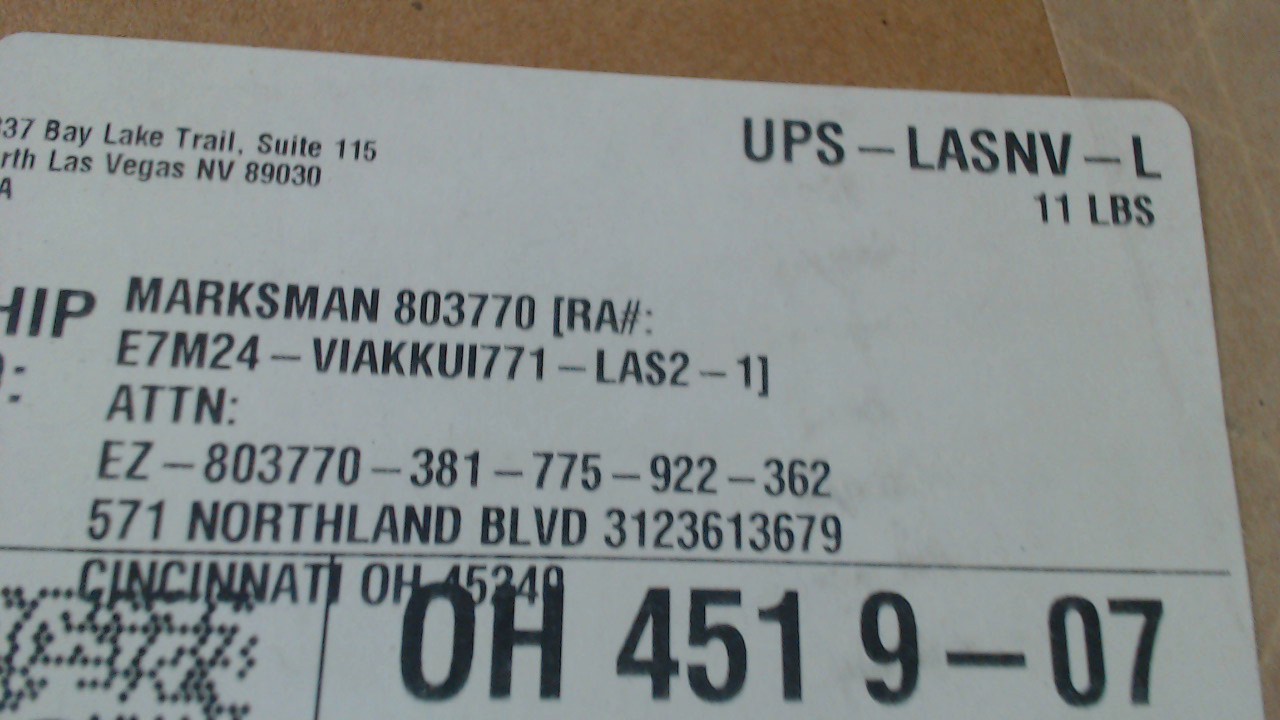 337 Bay Lake Trail, Suite 115
rth Las Vegas NV 89030
A
UPS-LASNV-L
11 LBS
HIP
MARKSMAN 803770 [RA#:
E7M24-VIAKKUI771-LAS2-1]
ATTN:
EZ-803770-381-775-922-362
571 NORTHLAND BLVD 3123613679
CINCINNATI OH 45240
OH 451 9-07